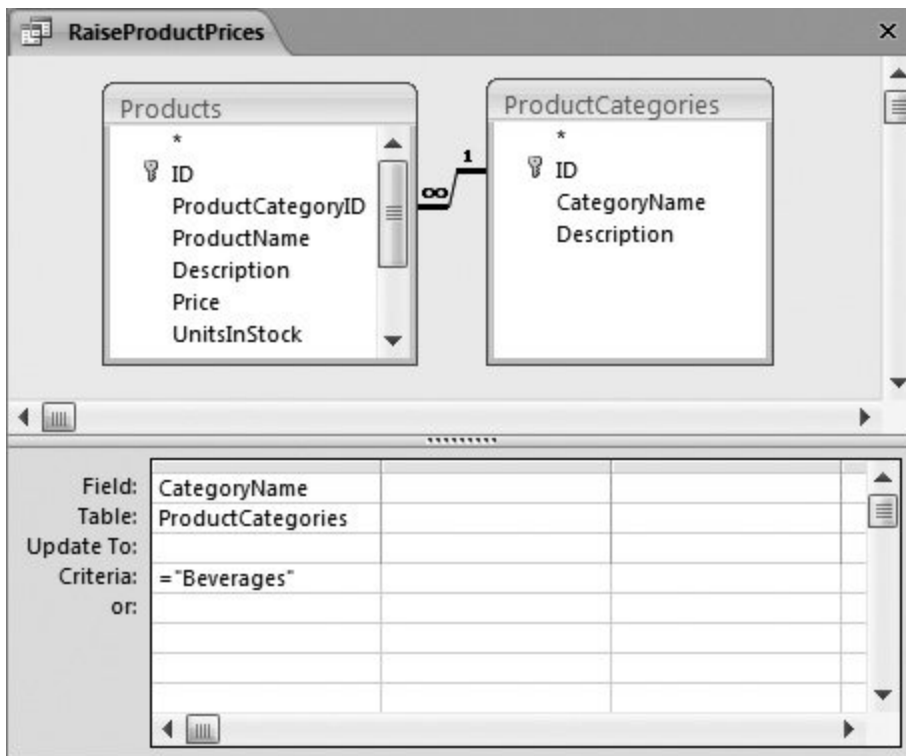 RaiseProductPrices
Products
*
ID
ProductCategoryID
ProductName
Description
Price
UnitsInStock
∞ 1
ProductCategories
*
ID
CategoryName
Description
Field: CategoryName
Table: ProductCategories
Update To:
Criteria: ="Beverages"
or: